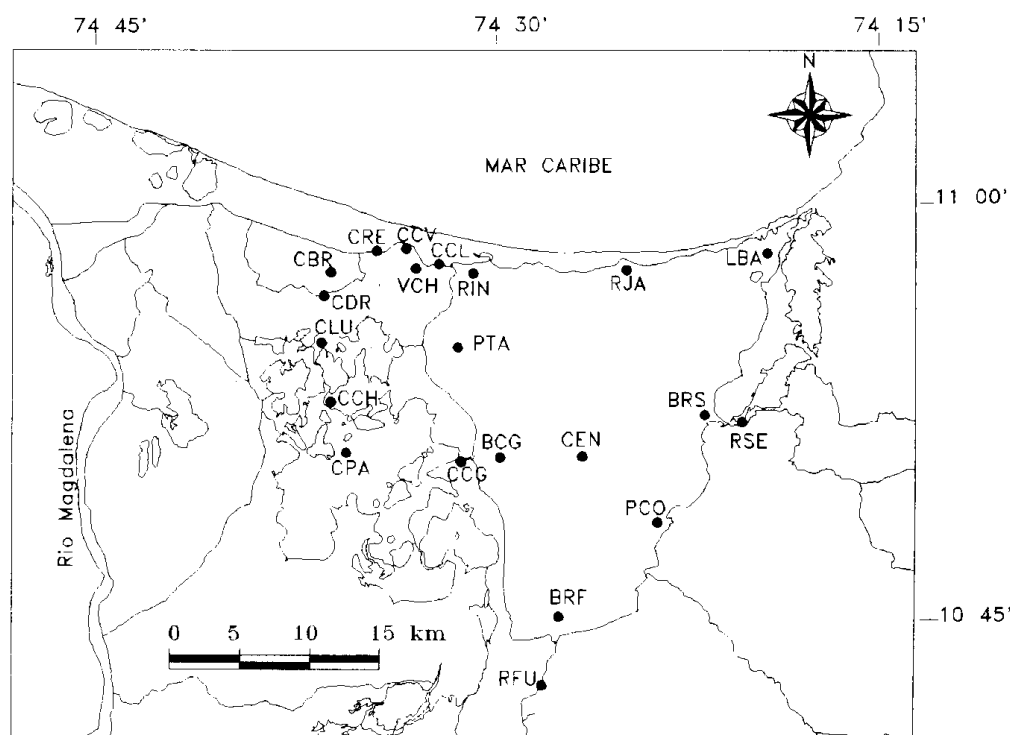 74 45' 74 30' 74 15'
N
MAR CARIBE
11 00'
CRE CCV CCL
CBR VCH RIN RJA LBA
CDR
CLU
PTA
CCH
BRS
RSE
BCG CEN
CPA CCG
PCO
Rio Magdalena
BRF
10 45'
0 5 10 15 km
RFU